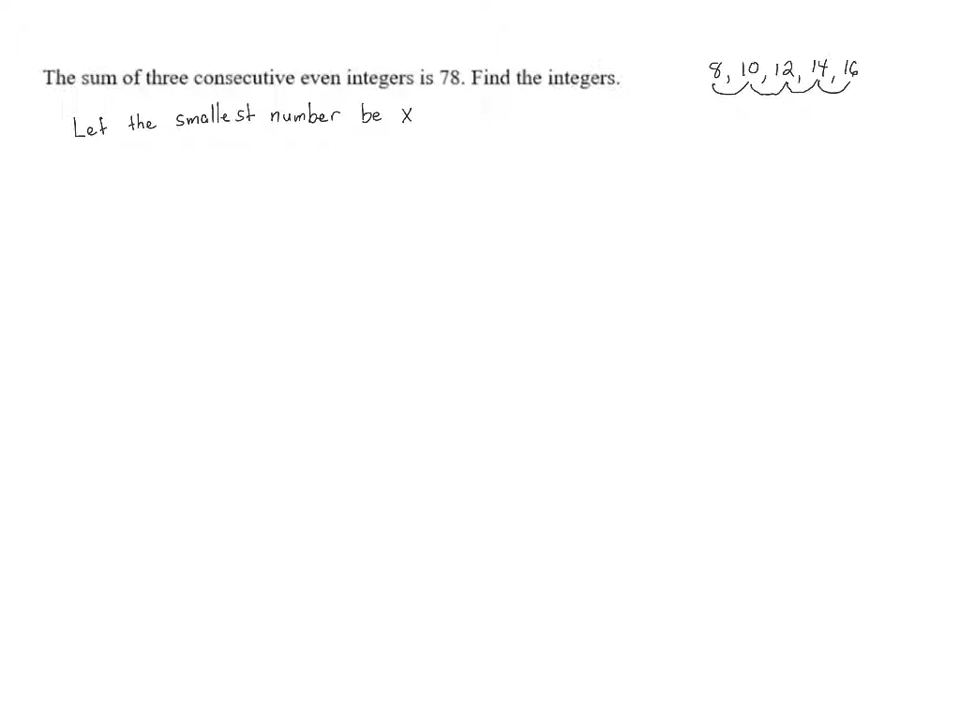 The sum of three consecutive even integers is 78. Find the integers.
8, 10, 12, 14, 16
Let the smallest number be x